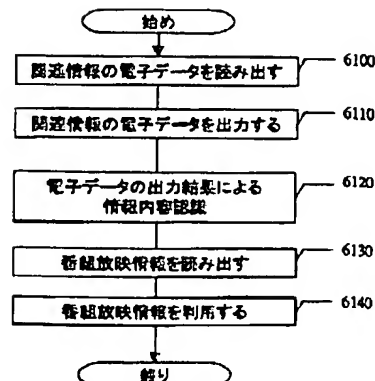 始め
関連情報の電子データを読み出す
6100
関連情報の電子データを出力する
6110
電子データの出力結果による
情報内容認識
6120
番組放映情報を読み出す
6130
番組放映情報を利用する
6140
終り